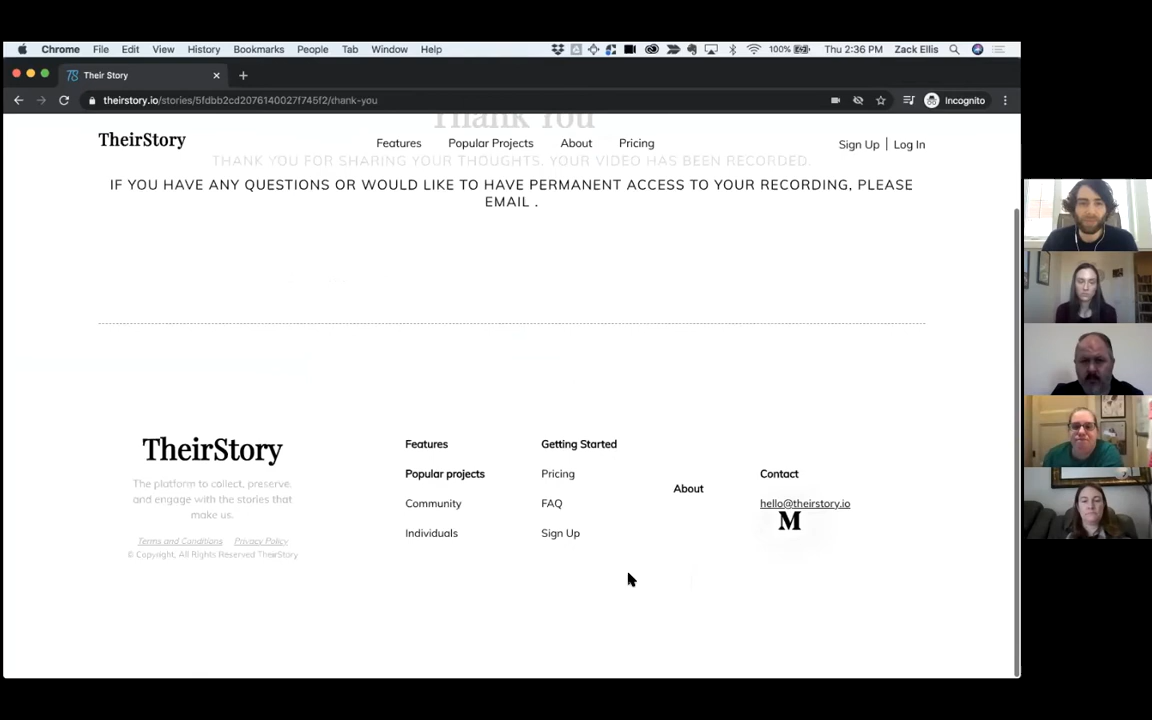 Chrome File Edit View History Bookmarks People Tab Window Help 100% Thu 2:36 PM Zack Ellis
Their Story
theirstory.io/stories/5fdbb2cd2076140027f745f2/thank-you Incognito
Thank You
TheirStory Features Popular Projects About Pricing Sign Up | Log In
THANK YOU FOR SHARING YOUR THOUGHTS. YOUR VIDEO HAS BEEN RECORDED.
IF YOU HAVE ANY QUESTIONS OR WOULD LIKE TO HAVE PERMANENT ACCESS TO YOUR RECORDING, PLEASE
EMAIL .
TheirStory
The platform to collect, preserve,
and engage with the stories that
make us.
Terms and Conditions Privacy Policy
© Copyright, All Rights Reserved TheirStory
Features
Popular projects
Community
Individuals
Getting Started
Pricing
FAQ
Sign Up
About
Contact
hello@theirstory.io
M